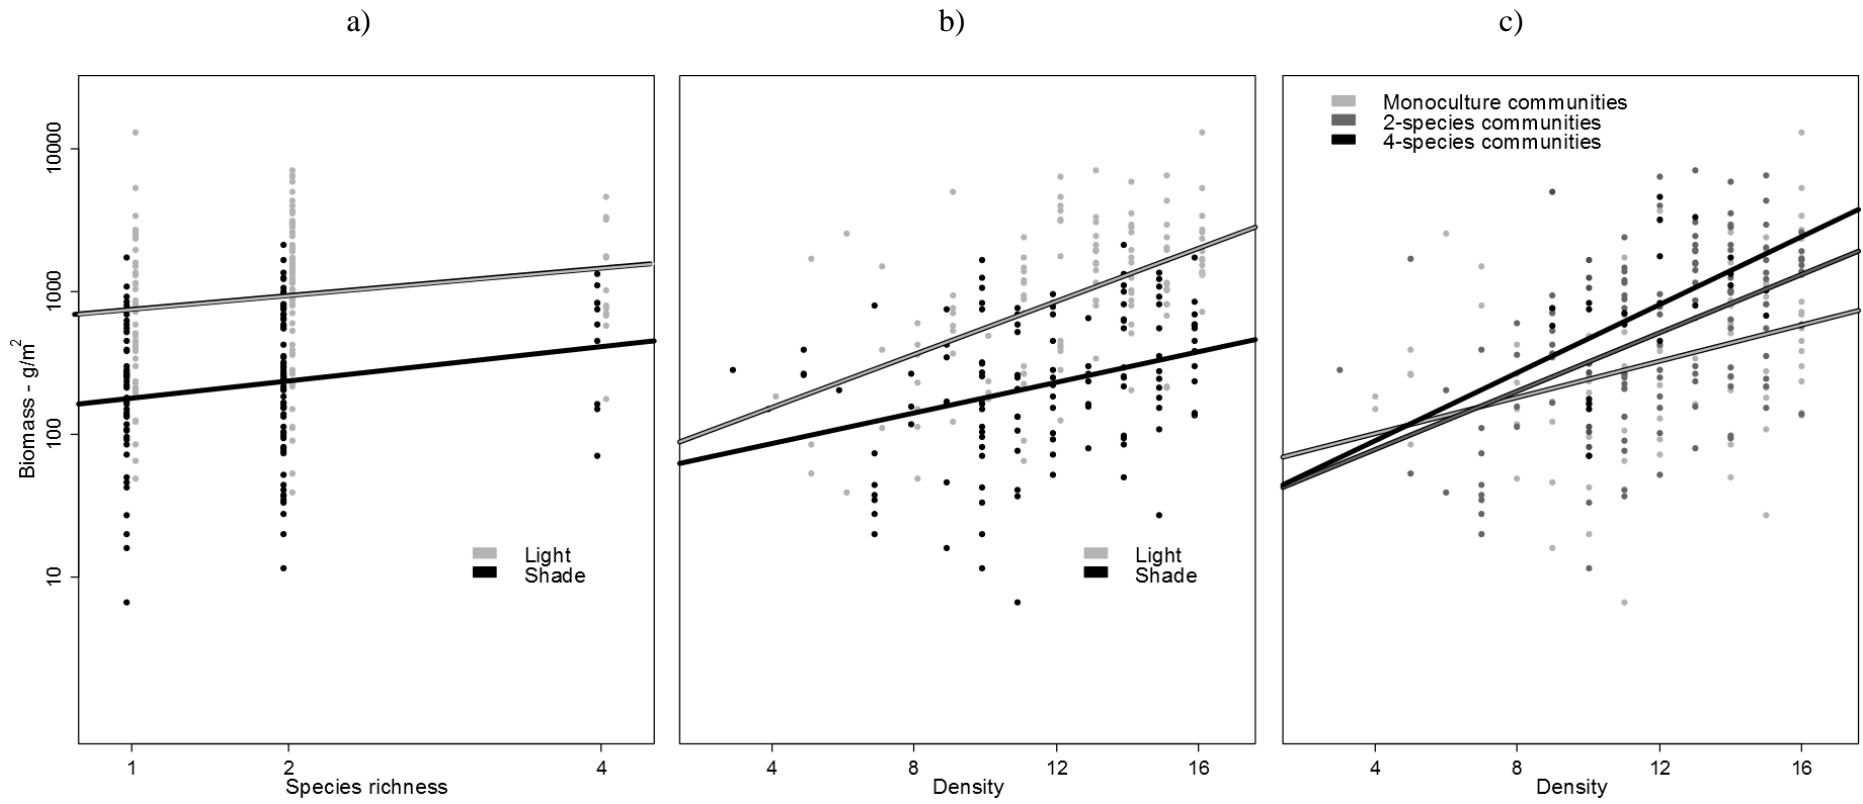 a)
b)
c)
Biomass - g/m²
10000
1000
100
10
Light
Shade
1
2
4
Species richness
Light
Shade
4
8
12
16
Density
Monoculture communities
2-species communities
4-species communities
4
8
12
16
Density